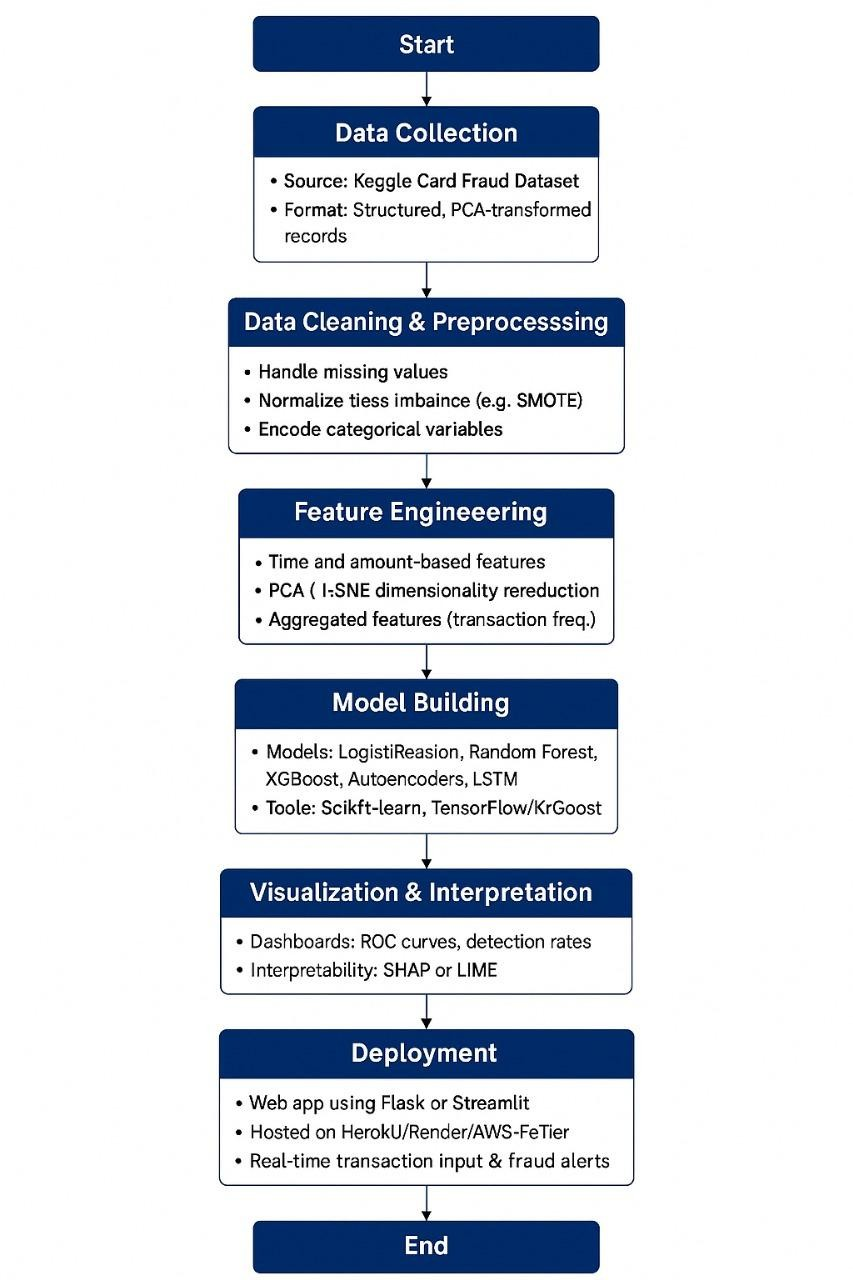 Start
Data Collection
• Source: Keggle Card Fraud Dataset
• Format: Structured, PCA-transformed
records
Data Cleaning & Preprocesssing
• Handle missing values
• Normalize tiess imbaince (e.g. SMOTE)
• Encode categorical variables
Feature Engineeering
• Time and amount-based features
• PCA ( I-SNE dimensionality rereduction
• Aggregated features (transaction freq.)
Model Building
• Models: LogistiReasion, Random Forest,
XGBoost, Autoencoders, LSTM
• Toole: Scikft-learn, TensorFlow/KrGoost
Visualization & Interpretation
• Dashboards: ROC curves, detection rates
• Interpretability: SHAP or LIME
Deployment
• Web app using Flask or Streamlit
• Hosted on HerokU/Render/AWS-FeTier
• Real-time transaction input & fraud alerts
End